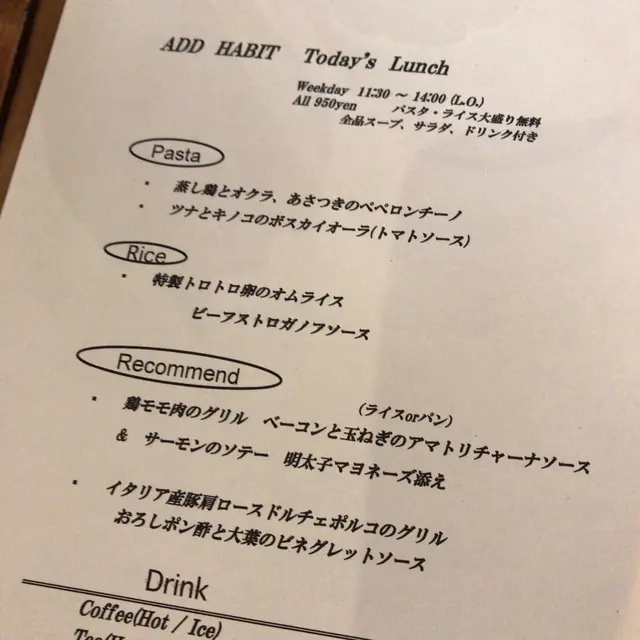 ADD HABIT Today's Lunch
Weekday 11:30 ～ 14:00 (L.O.)
All 950yen パスタ・ライス大盛り無料
全品スープ、サラダ、ドリンク付き
Pasta
・ 蒸し鶏とオクラ、あさつきのペペロンチーノ
・ ツナとキノコのボスカイオーラ(トマトソース)
Rice
・ 特製トロトロ卵のオムライス
ビーフストロガノフソース
Recommend
(ライスorパン)
・ 鶏モモ肉のグリル ベーコンと玉ねぎのアマトリチャーナソース
& サーモンのソテー 明太子マヨネーズ添え
・ イタリア産豚肩ロースドルチェポルコのグリル
おろしポン酢と大葉のビネグレットソース
Drink
Coffee(Hot / Ice)